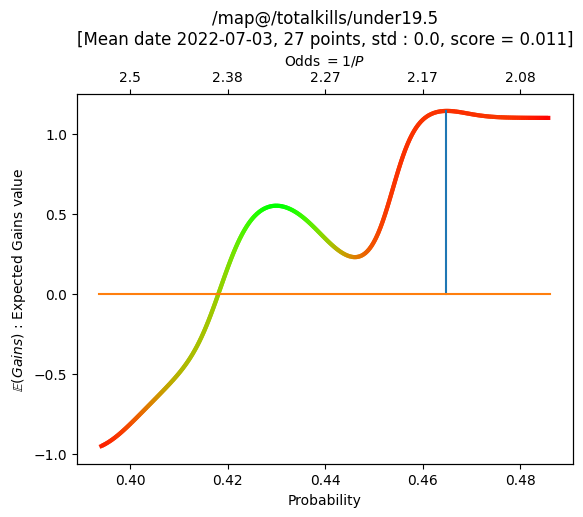 /map@/totalkills/under19.5
[Mean date 2022-07-03, 27 points, std : 0.0, score = 0.011]
Odds = 1/P
2.5 2.38 2.27 2.17 2.08
1.0
0.5
0.0
−0.5
−1.0
𝔼(Gains) : Expected Gains value
0.40 0.42 0.44 0.46 0.48
Probability